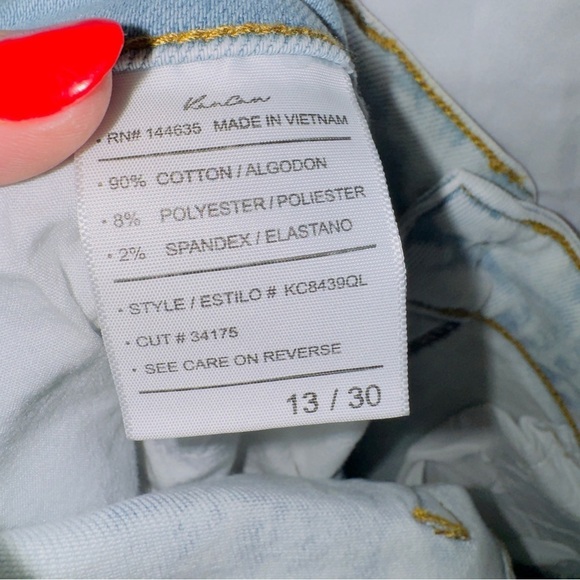 KanCan
• RN# 144635 MADE IN VIETNAM
• 90% COTTON / ALGODON
• 8% POLYESTER / POLIESTER
• 2% SPANDEX / ELASTANO
• STYLE / ESTILO # KC8439QL
• CUT # 34175
• SEE CARE ON REVERSE
13 / 30